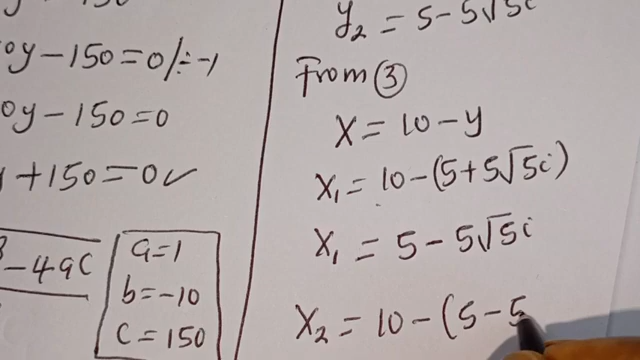 0y-150=0/÷-1
0y-150=0
+150=0✓
-4ac
a=1
b=-10
c=150
y₂=5-5√5i
From ③
x=10-y
x₁=10-(5+5√5i)
x₁=5-5√5i
x₂=10-(5-5